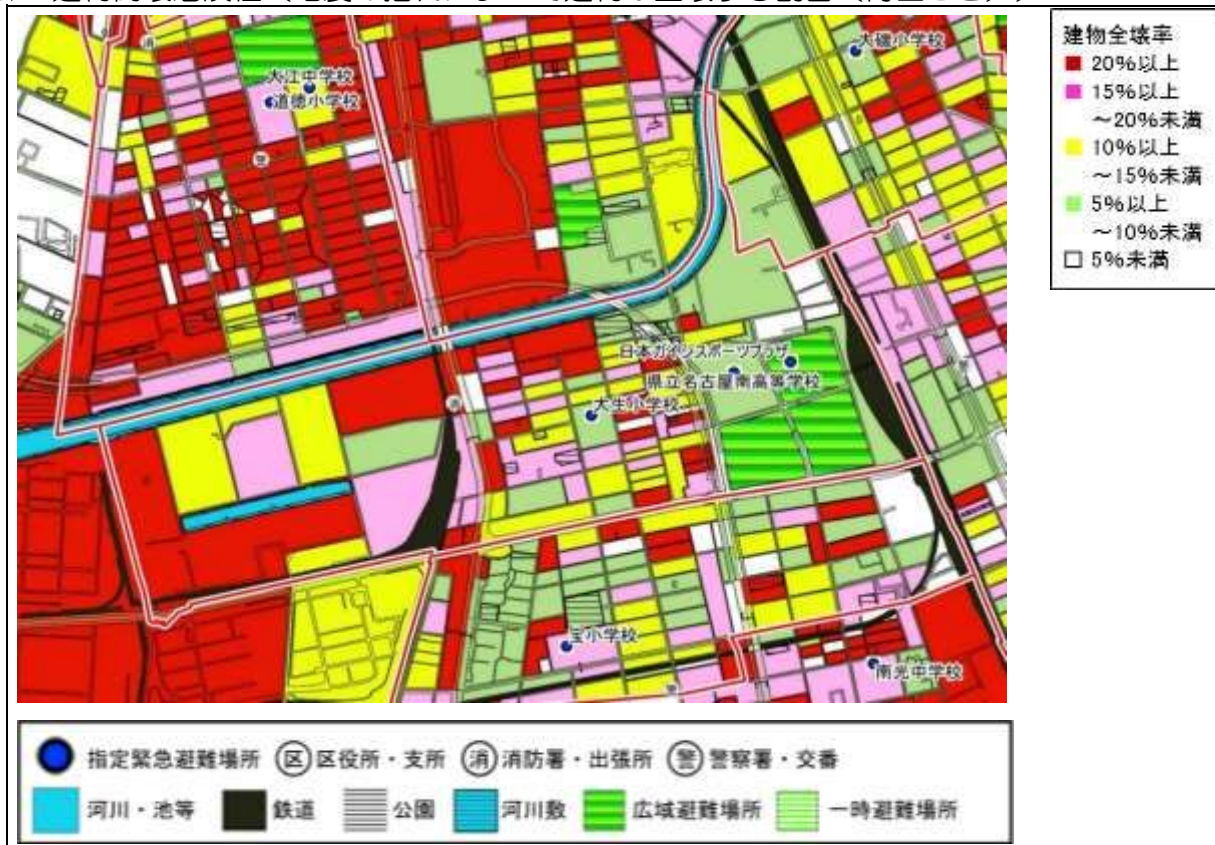 建物全壊率
20%以上
15%以上
~20%未満
10%以上
~15%未満
5%以上
~10%未満
5%未満
消
大磯小学校
大江中学校
道徳小学校
日本ガイシスポーツプラザ
県立名古屋南高等学校
大生小学校
宝小学校
南光中学校
指定緊急避難場所 区 区役所・支所 消 消防署・出張所 警 警察署・交番
河川・池等 鉄道 公園 河川敷 広域避難場所 一時避難場所